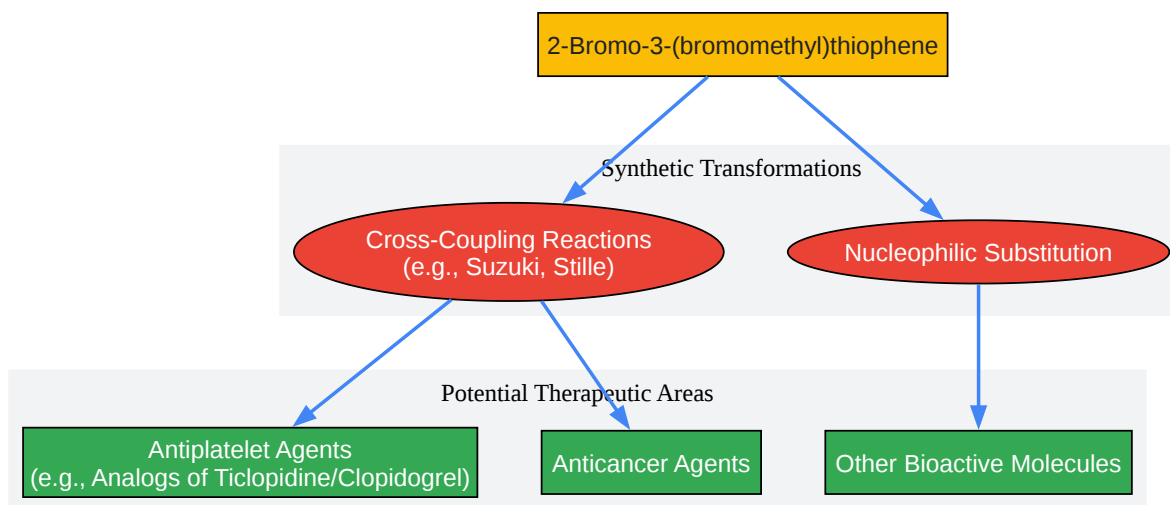 2-Bromo-3-(bromomethyl)thiophene
Synthetic Transformations
Cross-Coupling Reactions
(e.g., Suzuki, Stille)
Nucleophilic Substitution
Potential Therapeutic Areas
Antiplatelet Agents
(e.g., Analogs of Ticlopidine/Clopidogrel)
Anticancer Agents
Other Bioactive Molecules